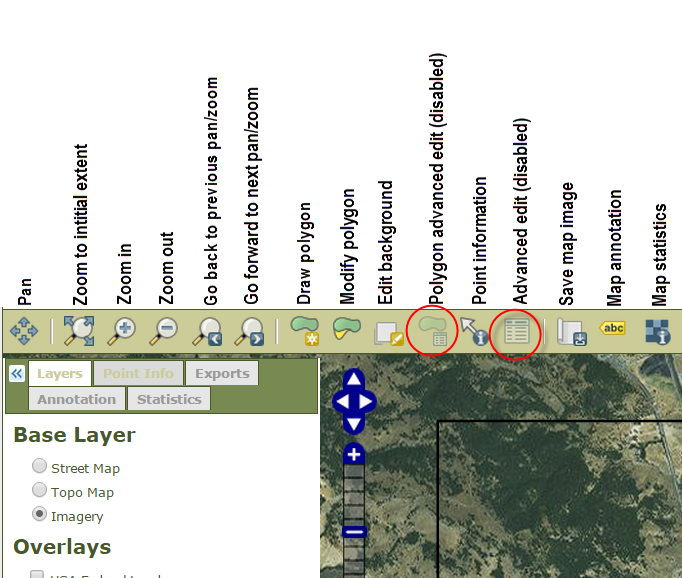 Pan
Zoom to intitial extent
Zoom in
Zoom out
Go back to previous pan/zoom
Go forward to next pan/zoom
Draw polygon
Modify polygon
Edit background
Polygon advanced edit (disabled)
Point information
Advanced edit (disabled)
Save map image
Map annotation
Map statistics
abc
Layers
Point Info
Exports
Annotation
Statistics
Base Layer
Street Map
Topo Map
Imagery
Overlays